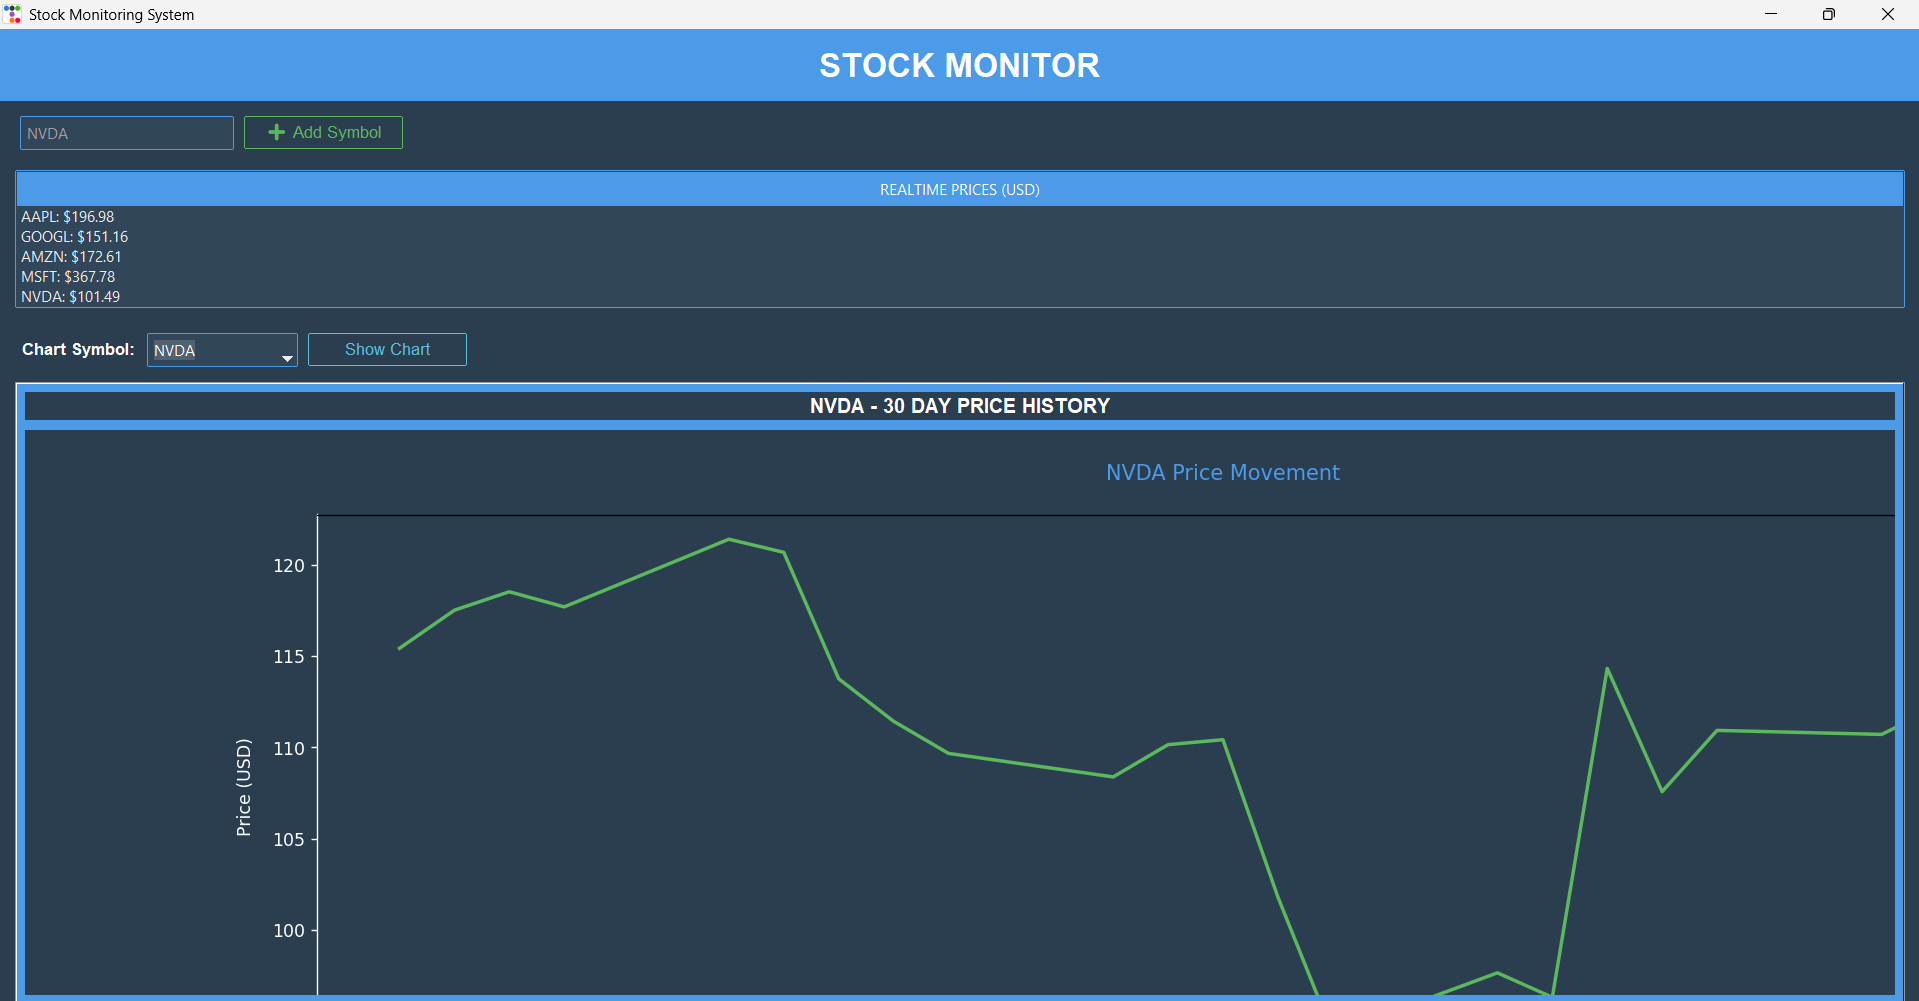 Stock Monitoring System
STOCK MONITOR
NVDA
Add Symbol
REALTIME PRICES (USD)
AAPL: $196.98
GOOGL: $151.16
AMZN: $172.61
MSFT: $367.78
NVDA: $101.49
Chart Symbol:
NVDA
Show Chart
NVDA - 30 DAY PRICE HISTORY
NVDA Price Movement
120
115
110
105
100
Price (USD)